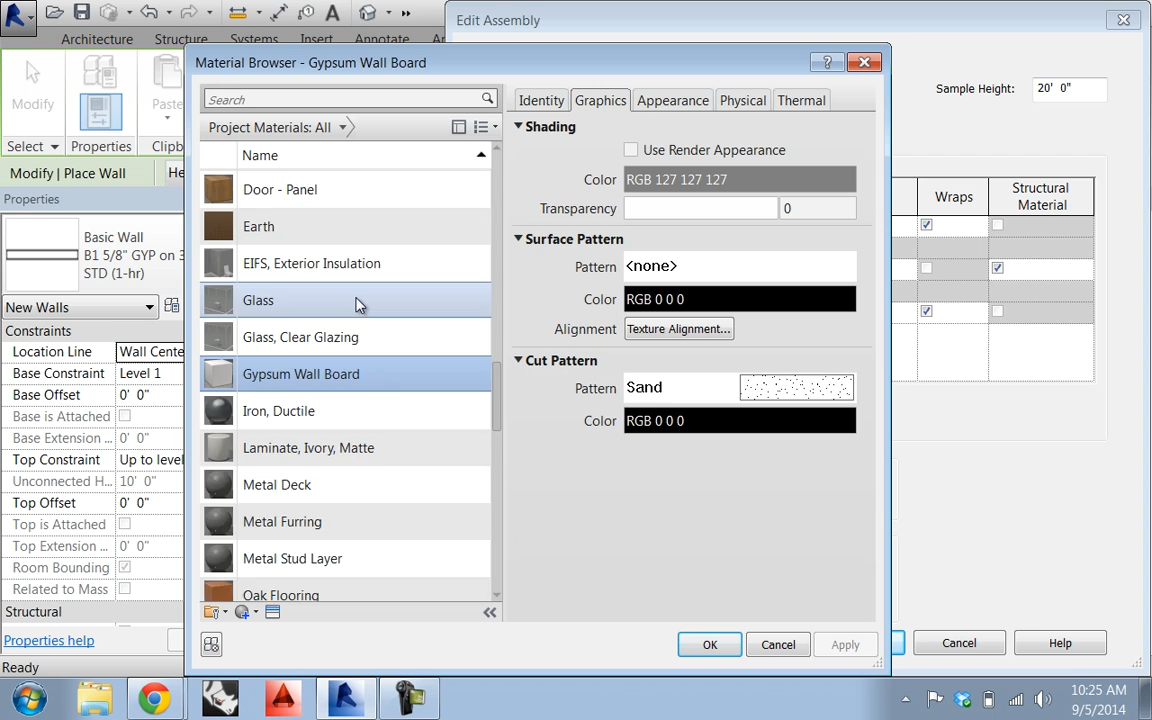 Edit Assembly
Architecture Structure Systems Insert Annotate
Material Browser - Gypsum Wall Board
Modify
Paste
Sample Height: 20' 0"
Search
Identity Graphics Appearance Physical Thermal
Project Materials: All
Shading
Select Properties Clipb
Name
Use Render Appearance
Modify | Place Wall He
Color RGB 127 127 127
Door - Panel
Wraps Structural Material
Properties
Transparency 0
Earth
Basic Wall
B1 5/8" GYP on 3
STD (1-hr)
Surface Pattern
EIFS, Exterior Insulation
Pattern <none>
New Walls
Glass
Color RGB 0 0 0
Constraints
Alignment Texture Alignment...
Glass, Clear Glazing
Location Line Wall Cente
Cut Pattern
Base Constraint Level 1
Gypsum Wall Board
Pattern Sand
Base Offset 0' 0"
Base is Attached
Iron, Ductile
Color RGB 0 0 0
Base Extension ... 0' 0"
Laminate, Ivory, Matte
Top Constraint Up to level
Unconnected H... 10' 0"
Metal Deck
Top Offset 0' 0"
Top is Attached
Metal Furring
Top Extension ... 0' 0"
Metal Stud Layer
Room Bounding
Related to Mass
Oak Flooring
Structural
Properties help
OK Cancel Apply
Cancel Help
Ready
10:25 AM
9/5/2014